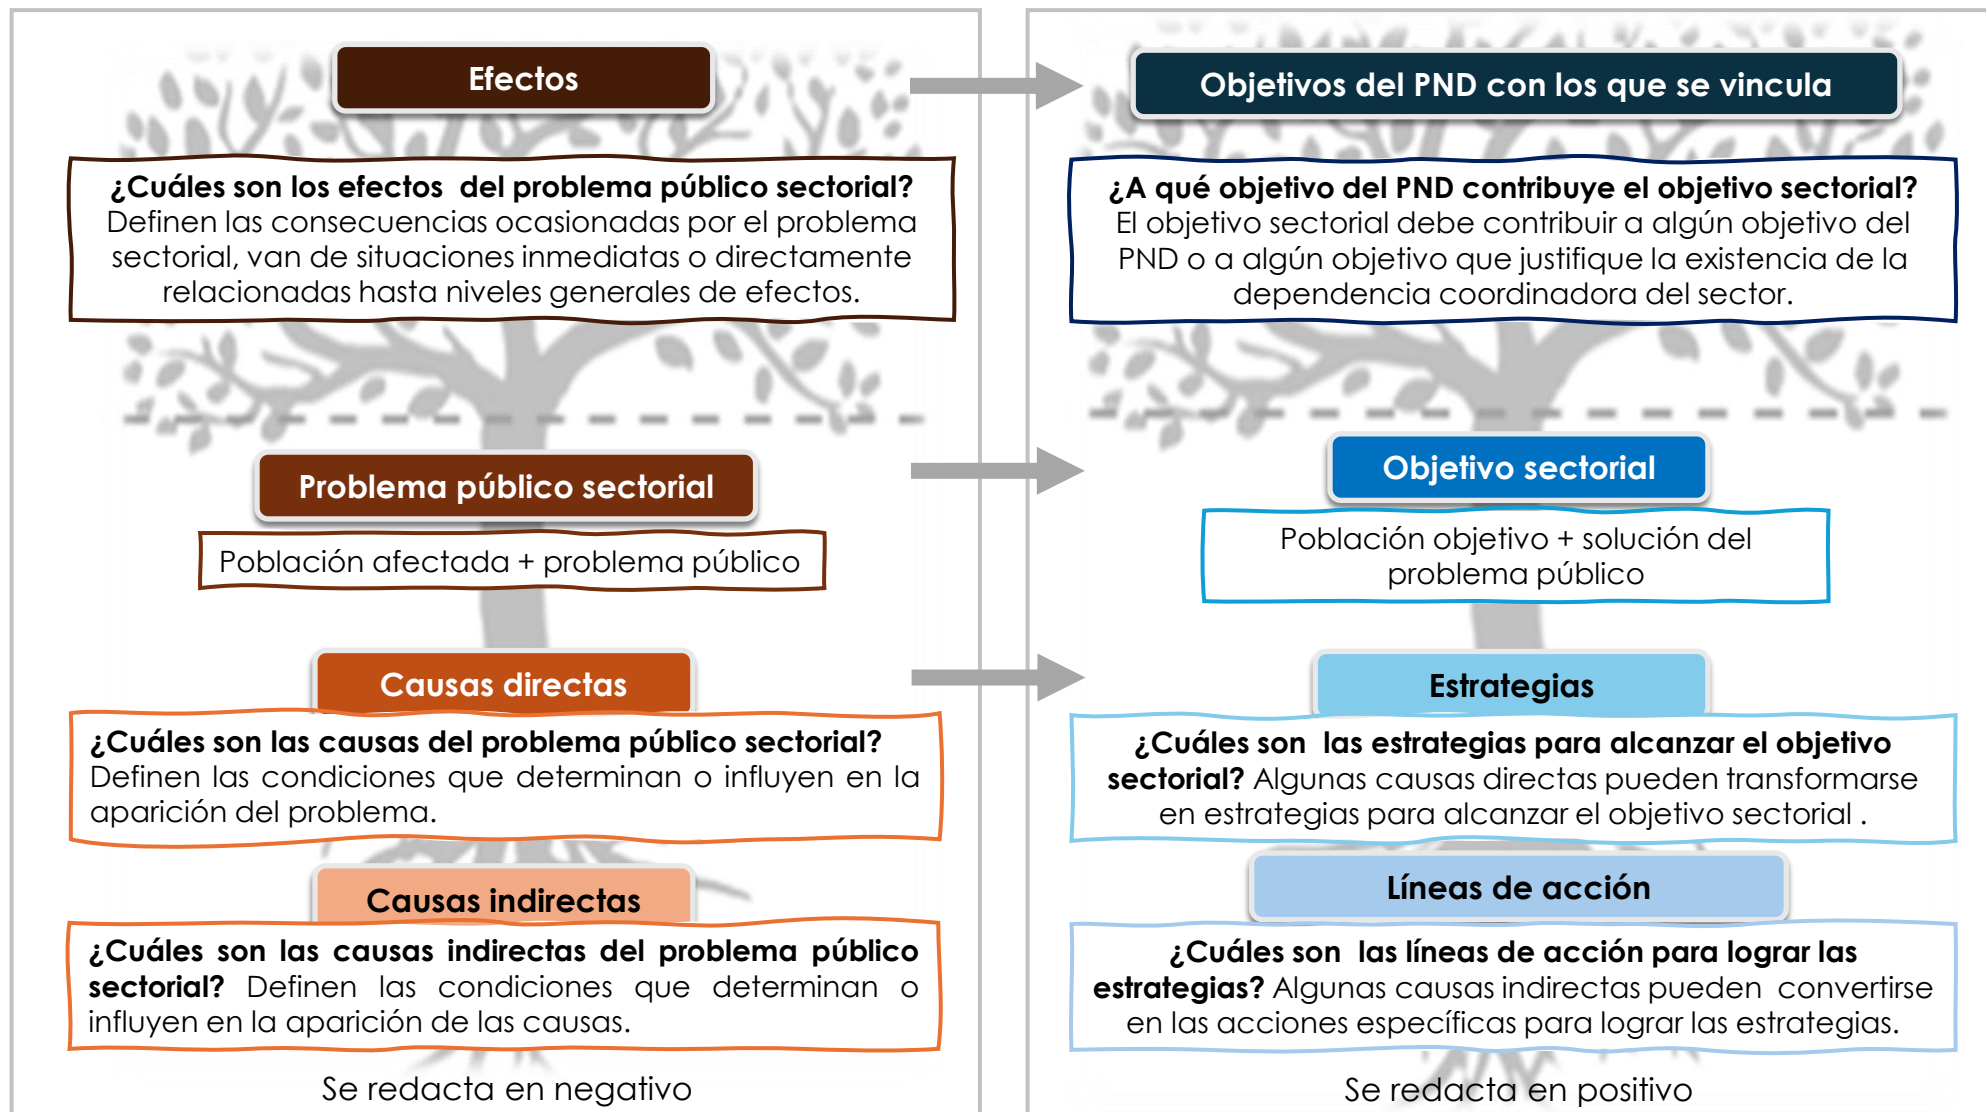 Efectos
¿Cuáles son los efectos del problema público sectorial?
Definen las consecuencias ocasionadas por el problema
sectorial, van de situaciones inmediatas o directamente
relacionadas hasta niveles generales de efectos.
Problema público sectorial
Población afectada + problema público
Causas directas
¿Cuáles son las causas del problema público sectorial?
Definen las condiciones que determinan o influyen en la
aparición del problema.
Causas indirectas
¿Cuáles son las causas indirectas del problema público
sectorial? Definen las condiciones que determinan o
influyen en la aparición de las causas.
Se redacta en negativo
Objetivos del PND con los que se vincula
¿A qué objetivo del PND contribuye el objetivo sectorial?
El objetivo sectorial debe contribuir a algún objetivo del
PND o a algún objetivo que justifique la existencia de la
dependencia coordinadora del sector.
Objetivo sectorial
Población objetivo + solución del
problema público
Estrategias
¿Cuáles son las estrategias para alcanzar el objetivo
sectorial? Algunas causas directas pueden transformarse
en estrategias para alcanzar el objetivo sectorial .
Líneas de acción
¿Cuáles son las líneas de acción para lograr las
estrategias? Algunas causas indirectas pueden convertirse
en las acciones específicas para lograr las estrategias.
Se redacta en positivo